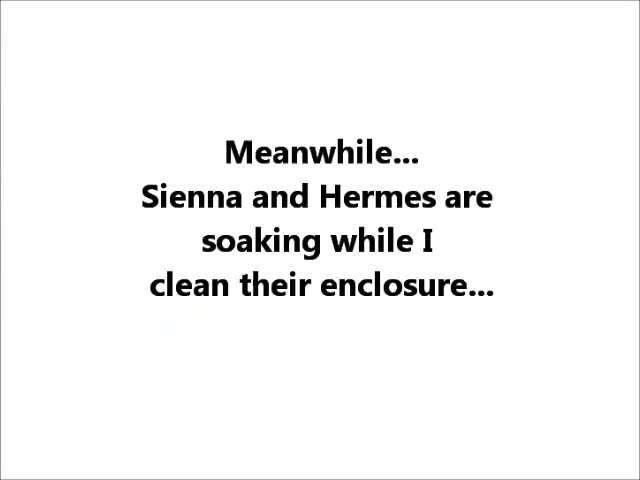 Meanwhile...
Sienna and Hermes are
soaking while I
clean their enclosure...